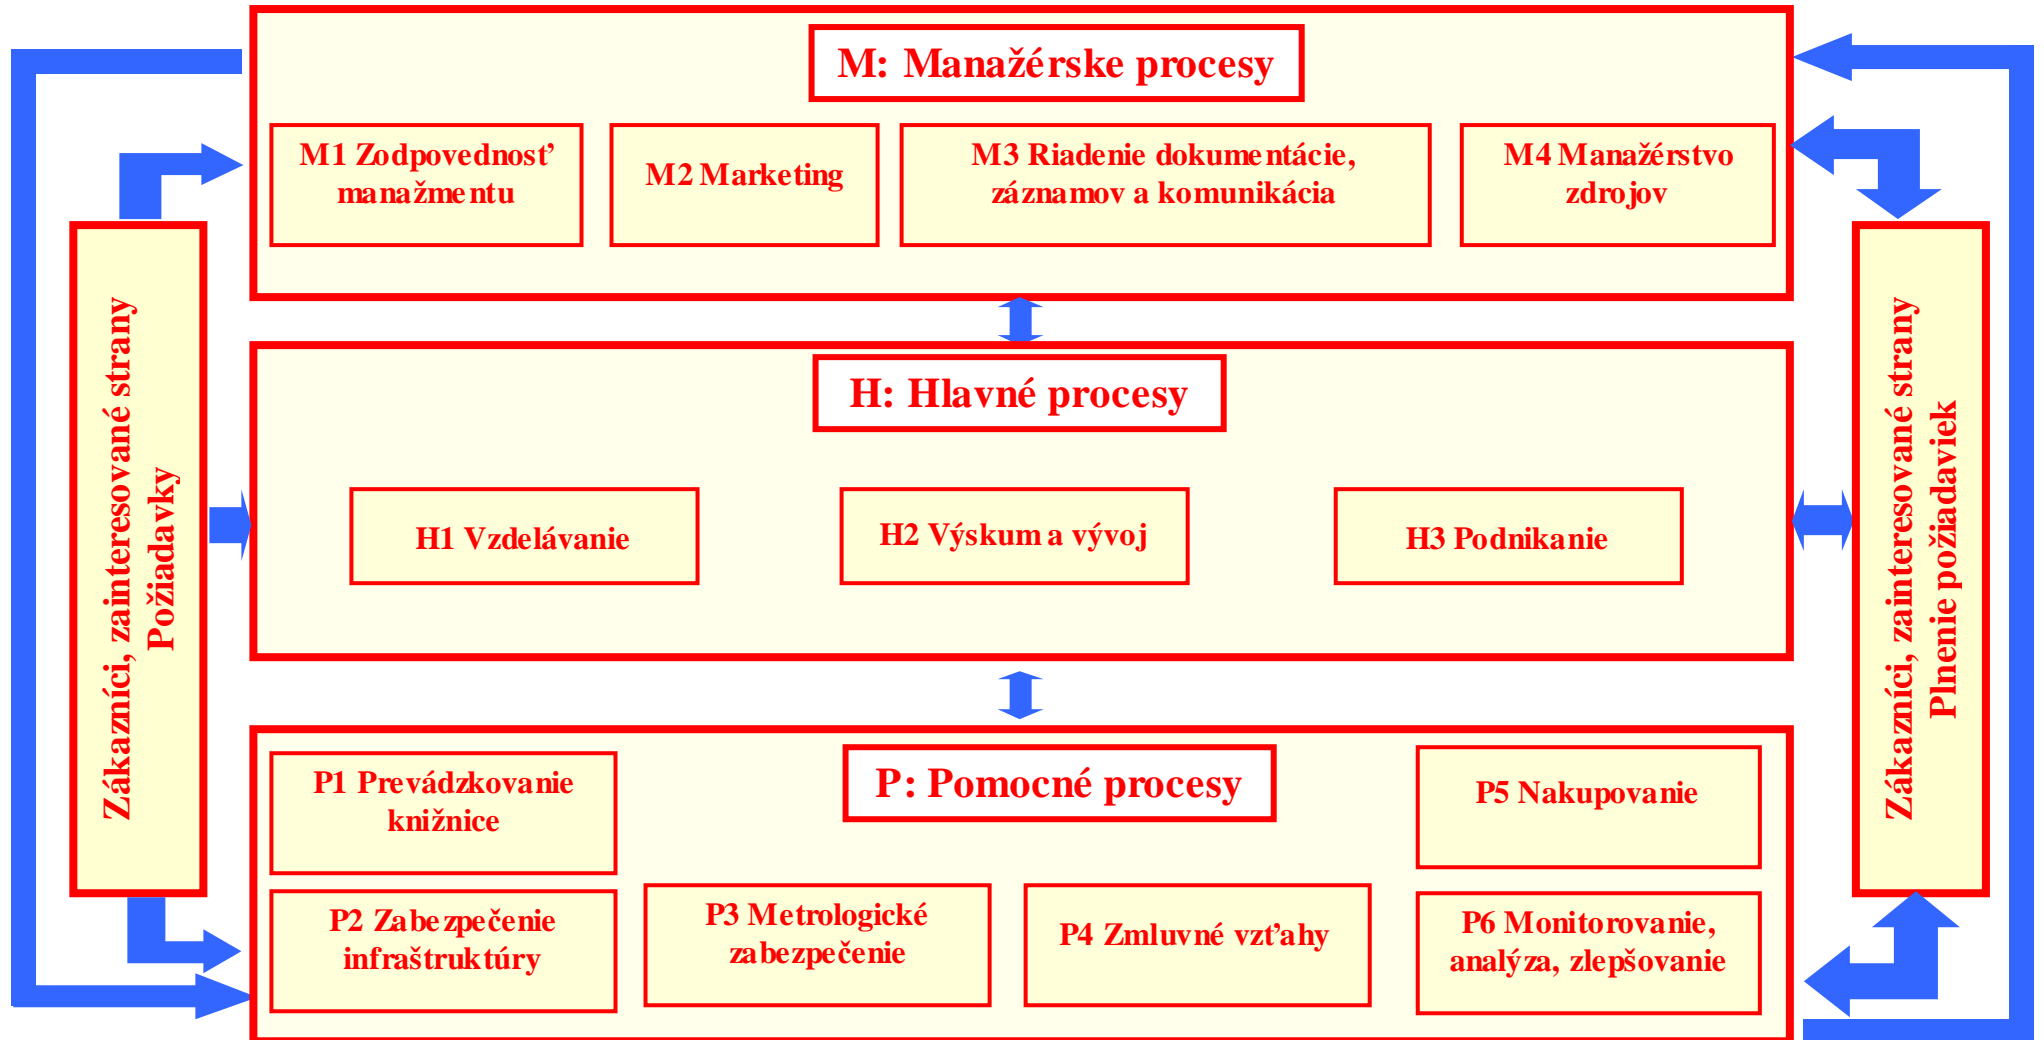 M: Manažérske procesy
M1 Zodpovednosť
manažmentu
M2 Marketing
M3 Riadenie dokumentácie,
záznamov a komunikácia
M4 Manažérstvo
zdrojov
Zákazníci, zainteresované strany
Požiadavky
H: Hlavné procesy
H1 Vzdelávanie
H2 Výskum a vývoj
H3 Podnikanie
Zákazníci, zainteresované strany
Plnenie požiadaviek
P: Pomocné procesy
P1 Prevádzkovanie
knižnice
P2 Zabezpečenie
infraštruktúry
P3 Metrologické
zabezpečenie
P4 Zmluvné vzťahy
P5 Nakupovanie
P6 Monitorovanie,
analýza, zlepšovanie